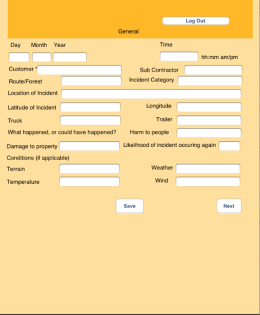 Log Out
General
Day Month Year Time
hh:mm am/pm
Customer * Sub Contractor
Route/Forest Incident Category
Location of Incident
Latitude of Incident Longitude
Truck Trailer
What happened, or could have happened? Harm to people
Damage to property Likelihood of incident occuring again
Conditions (if applicable)
Terrain Weather
Temperature Wind
Save Next